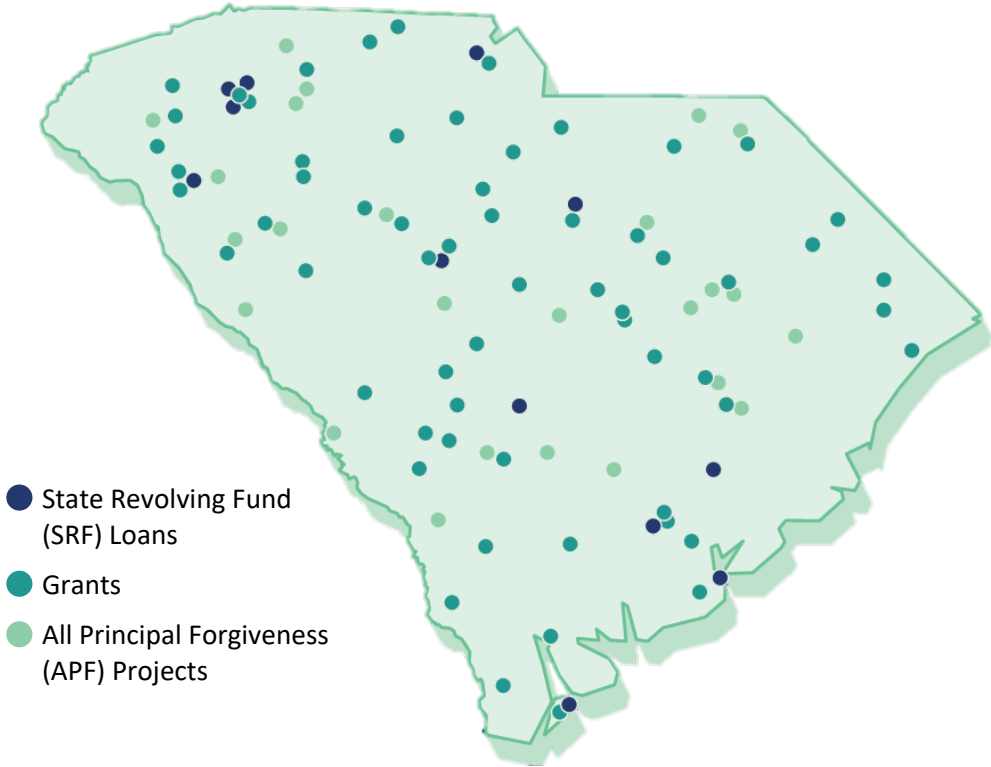 State Revolving Fund
(SRF) Loans
Grants
All Principal Forgiveness
(APF) Projects